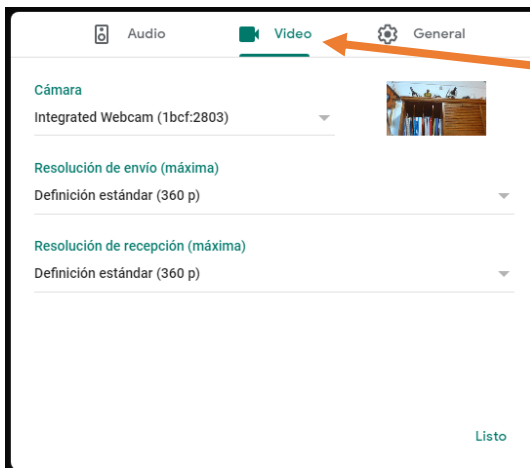 Audio
Video
General
Cámara
Integrated Webcam (1bcf:2803)
Resolución de envío (máxima)
Definición estándar (360 p)
Resolución de recepción (máxima)
Definición estándar (360 p)
Listo